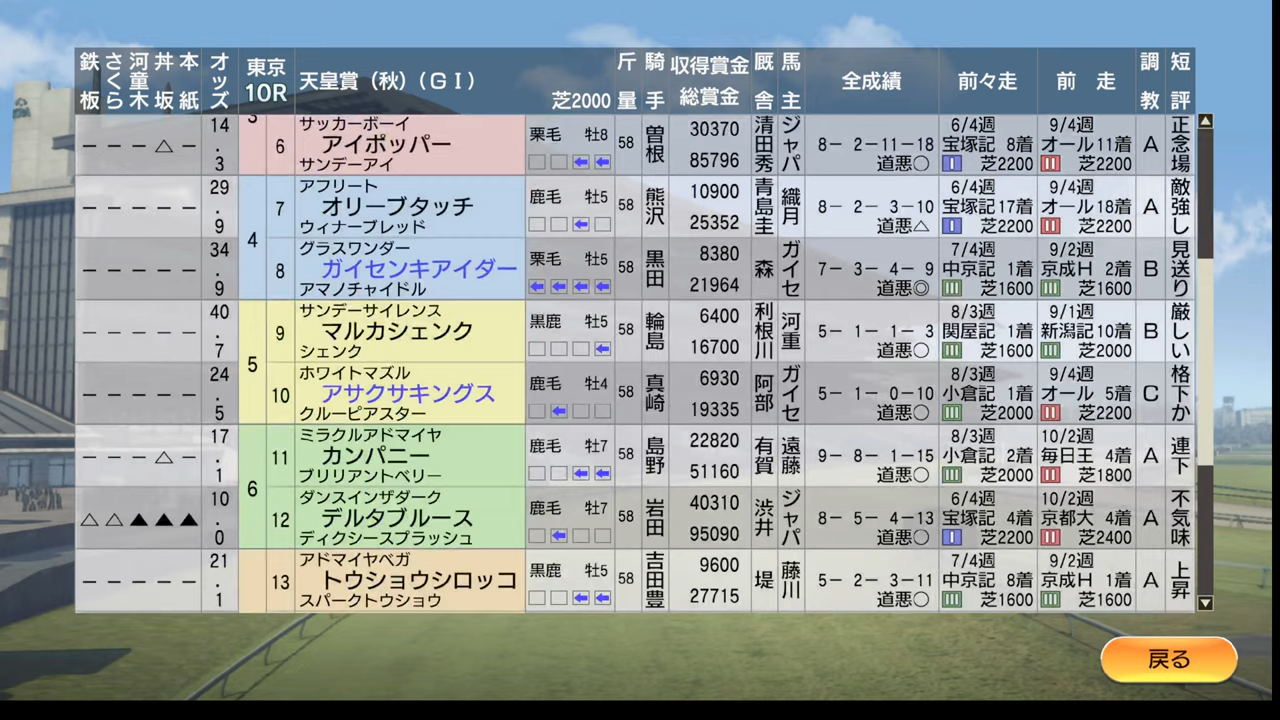 鉄板 さくら 河童木 井坂 本紙 オッズ 東京10R 天皇賞（秋）（GⅠ） 芝2000 斤量 騎手 収得賞金 総賞金 厩舎 馬主 全成績 前々走 前走 調教 短評
3
－ － － △ － 14.3 6 サッカーボーイ 栗毛 牡8 58 曽根 30370 清田秀 ジャパ 8－ 2－11－18 6/4週 9/4週 A 正念場
アイポッパー 宝塚記 8着 オール11着
サンデーアイ ← ← 85796 道悪○ Ⅰ 芝2200 Ⅱ 芝2200
－ － － － － 29.9 4 7 アフリート 鹿毛 牡5 58 熊沢 10900 青島圭 織月 8－ 2－ 3－10 6/4週 9/4週 A 敵強し
オリーブタッチ 宝塚記17着 オール18着
ウィナーブレッド ← 25352 道悪△ Ⅰ 芝2200 Ⅱ 芝2200
－ － － － － 34.9 8 グラスワンダー 栗毛 牡5 58 黒田 8380 森 ガイセ 7－ 3－ 4－ 9 7/4週 9/2週 B 見送り
ガイセンキアイダー 中京記 1着 京成H 2着
アマノチャイドル ← ← ← ← 21964 道悪◎ Ⅲ 芝1600 Ⅲ 芝1600
－ － － － － 40.7 5 9 サンデーサイレンス 黒鹿 牡5 58 輪島 6400 利根川 河重 5－ 1－ 1－ 3 8/3週 9/1週 B 厳しい
マルカシェンク 関屋記 1着 新潟記10着
シェンク ← 16700 道悪○ Ⅲ 芝1600 Ⅲ 芝2000
－ － － － － 24.5 10 ホワイトマズル 鹿毛 牡4 58 真崎 6930 阿部 ガイセ 5－ 1－ 0－10 8/3週 9/4週 C 格下か
アサクサキングス 小倉記 1着 オール 5着
クルーピアスター ← 19335 道悪○ Ⅲ 芝2000 Ⅱ 芝2200
－ － － △ － 17.1 6 11 ミラクルアドマイヤ 鹿毛 牡7 58 島野 22820 有賀 遠藤 9－ 8－ 1－15 8/3週 10/2週 A 連下
カンパニー 小倉記 2着 毎日王 4着
ブリリアントベリー ← ← 51160 道悪○ Ⅲ 芝2000 Ⅱ 芝1800
△ △ ▲ ▲ ▲ 10.0 12 ダンスインザダーク 鹿毛 牡7 58 岩田 40310 渋井 ジャパ 8－ 5－ 4－13 6/4週 10/2週 A 不気味
デルタブルース 宝塚記 4着 京都大 4着
ディクシースプラッシュ ← 95090 道悪○ Ⅰ 芝2200 Ⅱ 芝2400
－ － － － － 21.1 13 アドマイヤベガ 黒鹿 牡5 58 吉田豊 9600 堤 藤川 5－ 2－ 3－11 7/4週 9/2週 A 上昇
トウショウシロッコ 中京記 8着 京成H 1着
スパークトウショウ ← ← 27715 道悪○ Ⅲ 芝1600 Ⅲ 芝1600
戻る